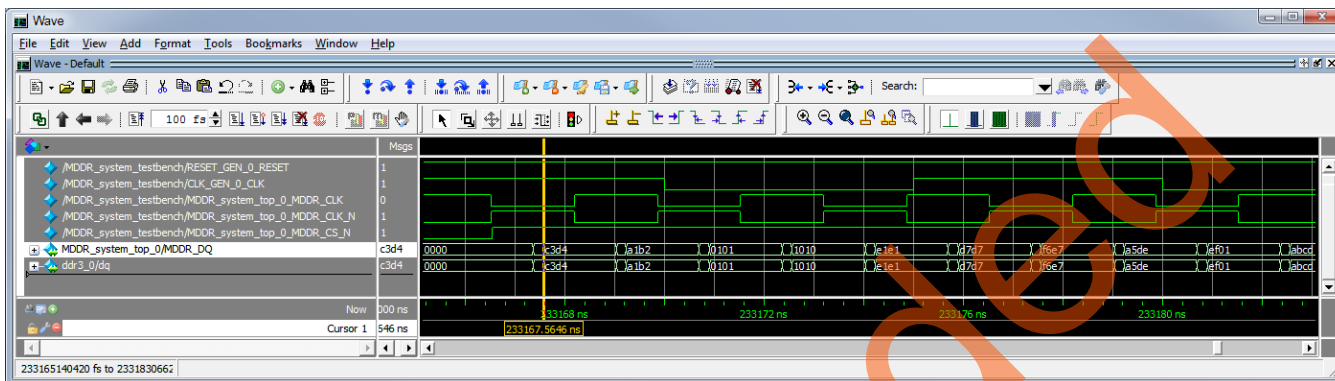 Wave
File Edit View Add Format Tools Bookmarks Window Help
Wave - Default
Search:
100 fs
Msgs
/MDDR_system_testbench/RESET_GEN_0_RESET 1
/MDDR_system_testbench/CLK_GEN_0_CLK 1
/MDDR_system_testbench/MDDR_system_top_0_MDDR_CLK 0
/MDDR_system_testbench/MDDR_system_top_0_MDDR_CLK_N 1
/MDDR_system_testbench/MDDR_system_top_0_MDDR_CS_N 1
MDDR_system_top_0/MDDR_DQ c3d4 0000 c3d4 a1b2 0101 1010 e1e1 d7d7 f6e7 a5de ef01 abcd
ddr3_0/dq c3d4 0000 c3d4 a1b2 0101 1010 e1e1 d7d7 f6e7 a5de ef01 abcd
Now 000 ns 233168 ns 233172 ns 233176 ns 233180 ns
Cursor 1 546 ns 233167.5646 ns
233165140420 fs to 2331830662
ded